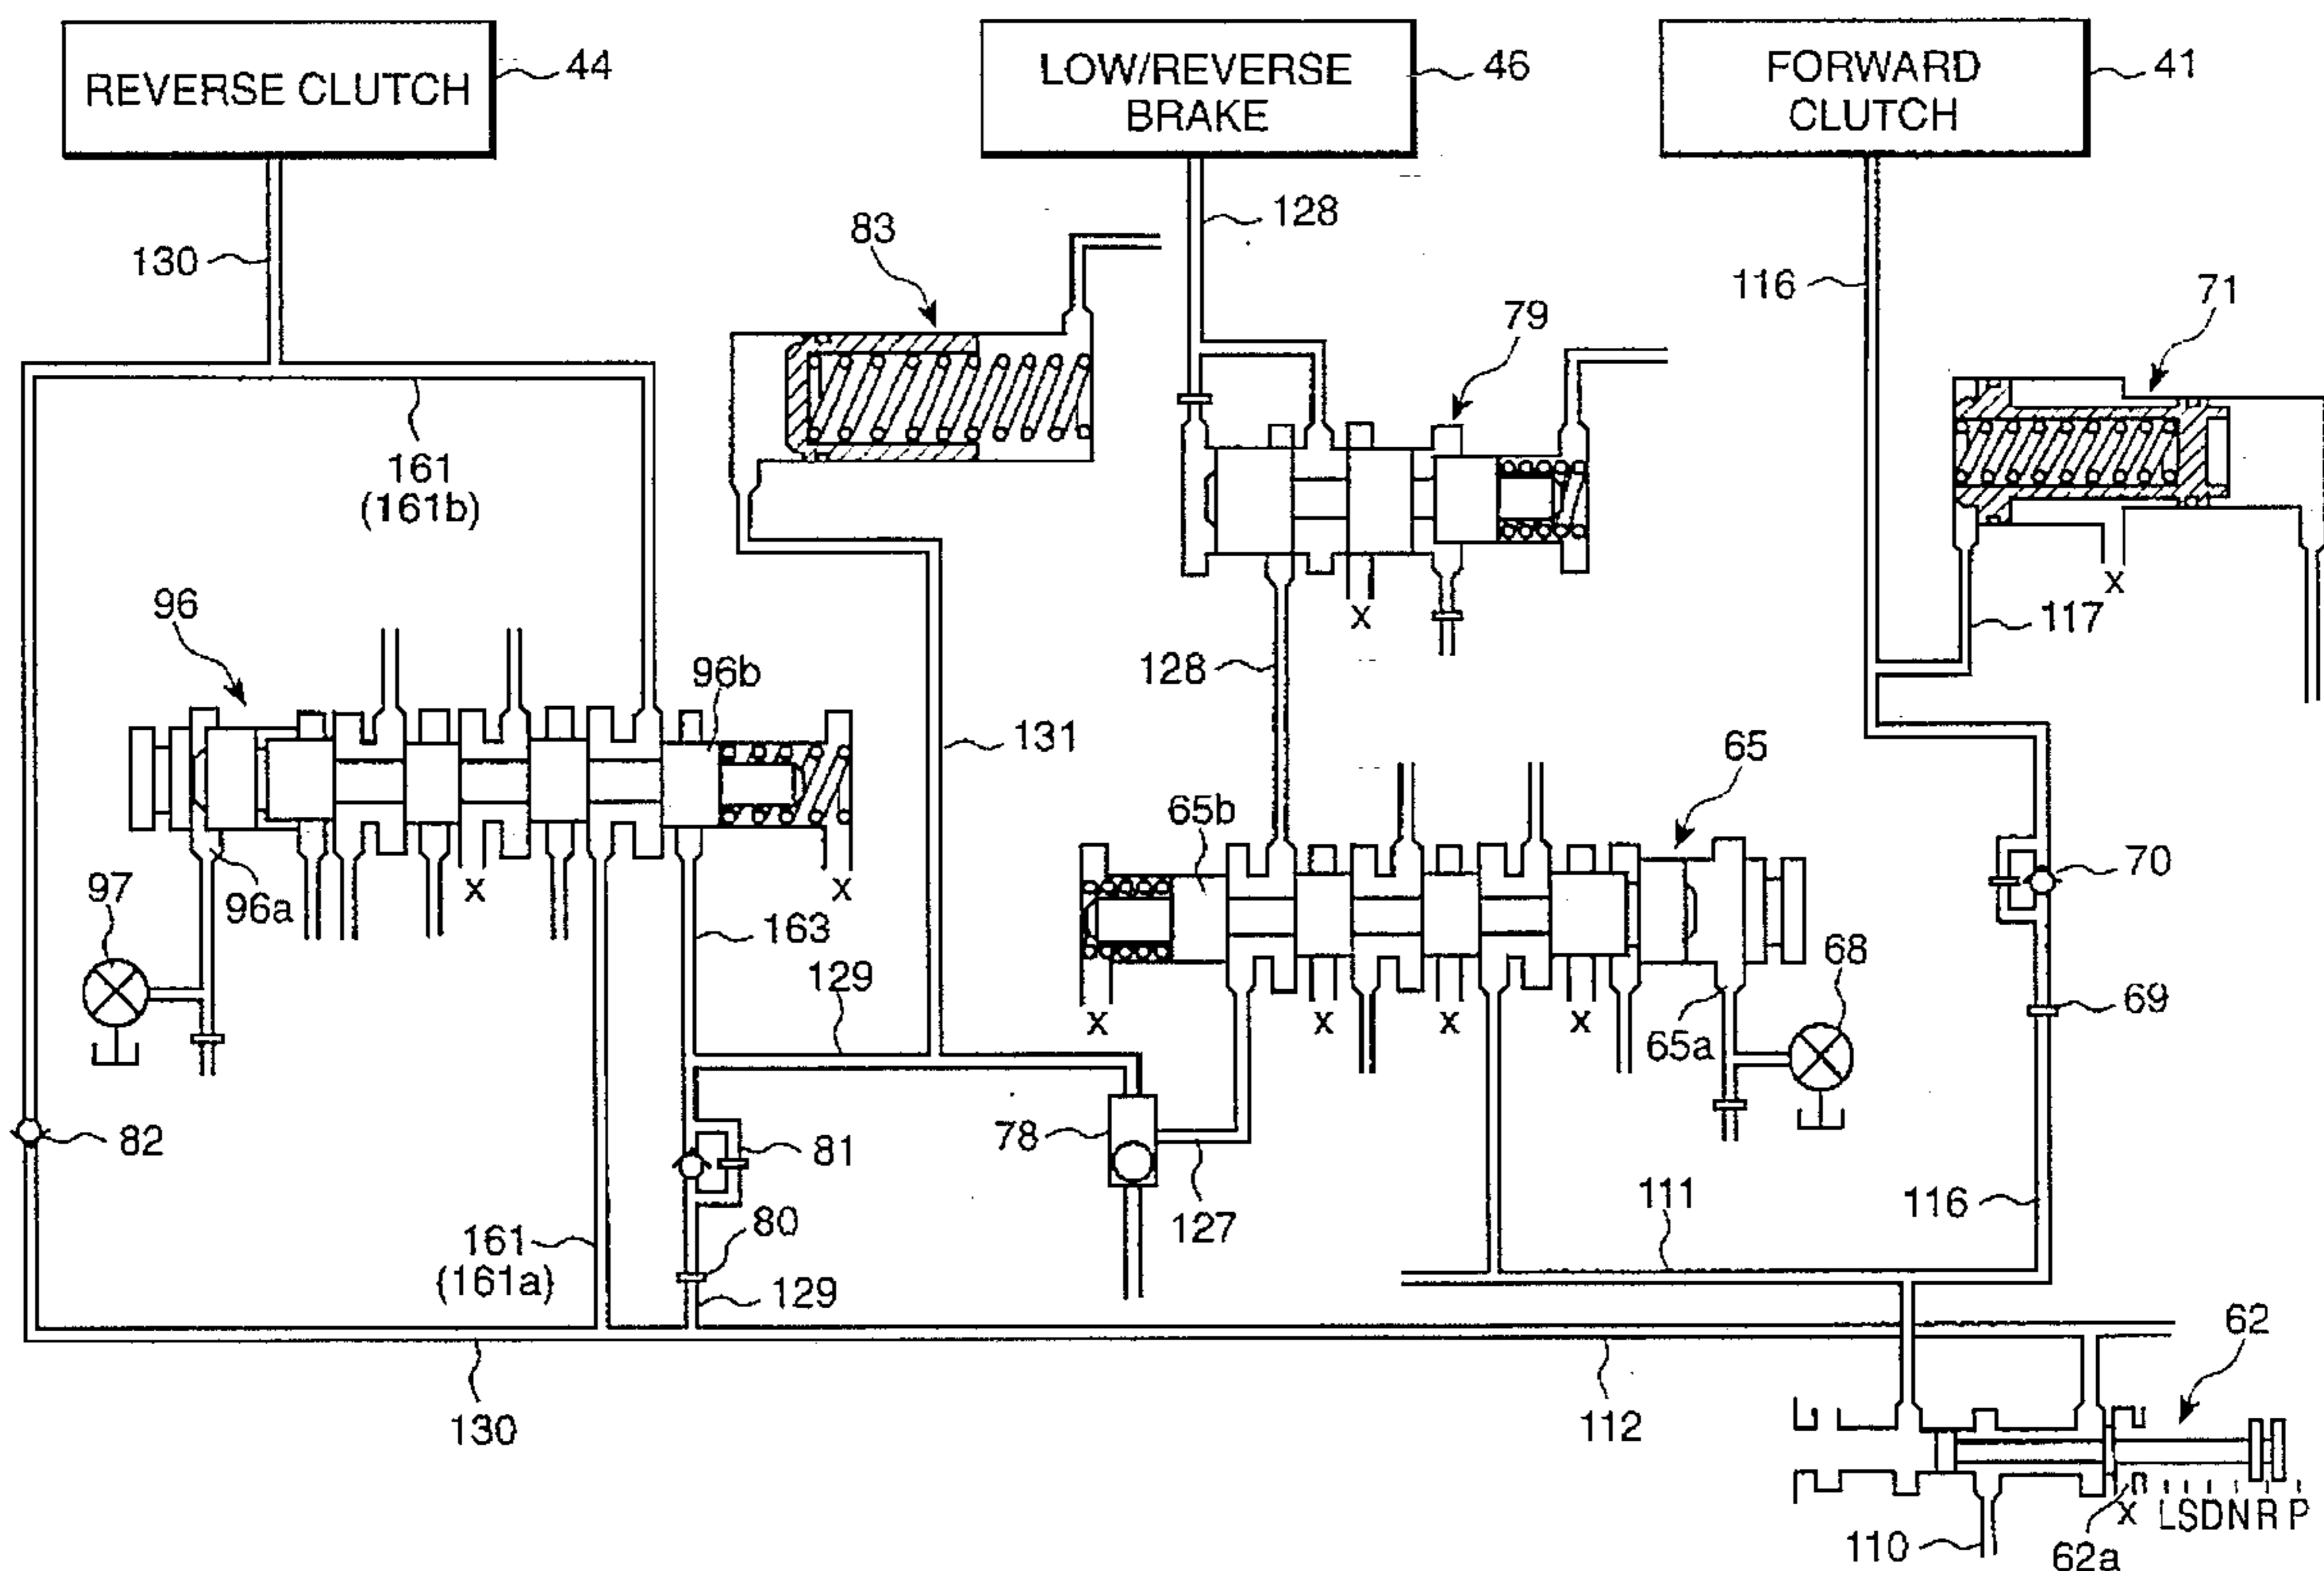 REVERSE CLUTCH
44
LOW/REVERSE
BRAKE
46
FORWARD
CLUTCH
41
130
83
128
116
71
79
161
(161b)
96
96b
131
128
117
X
X
65
65b
70
97
96a
X
X
163
129
68
69
X
X
X
X
65a
82
81
78
127
111
116
161
(161a)
80
129
62
130
112
X
LSDNRP
110
62a